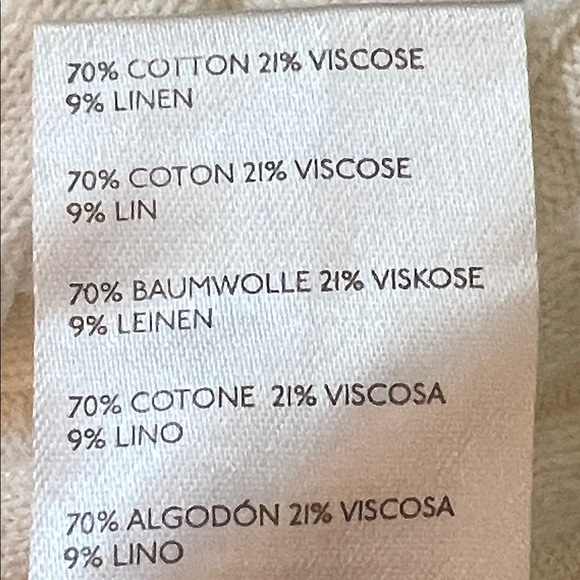 70% COTTON 21% VISCOSE
9% LINEN
70% COTON 21% VISCOSE
9% LIN
70% BAUMWOLLE 21% VISKOSE
9% LEINEN
70% COTONE 21% VISCOSA
9% LINO
70% ALGODÓN 21% VISCOSA
9% LINO